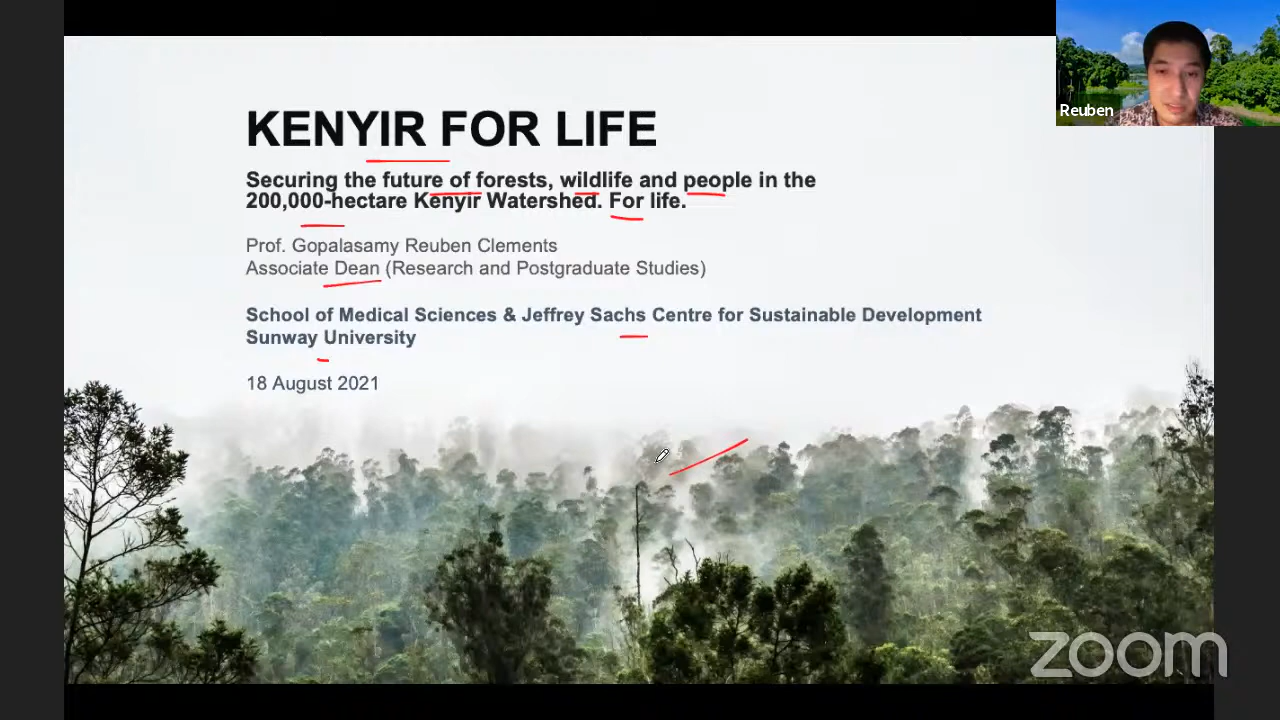 KENYIR FOR LIFE
Securing the future of forests, wildlife and people in the
200,000-hectare Kenyir Watershed. For life.
Prof. Gopalasamy Reuben Clements
Associate Dean (Research and Postgraduate Studies)
School of Medical Sciences & Jeffrey Sachs Centre for Sustainable Development
Sunway University
18 August 2021
Reuben
zoom